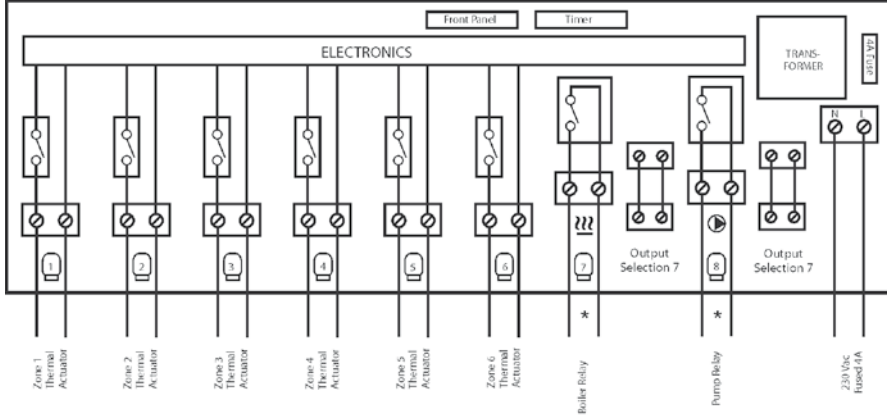 Front Panel
Timer
ELECTRONICS
TRANS-
FORMER
4A Fuse
N
L
1
2
3
4
5
6
7
8
Output
Selection 7
Output
Selection 7
*
*
Zone 1
Thermal
Actuator
Zone 2
Thermal
Actuator
Zone 3
Thermal
Actuator
Zone 4
Thermal
Actuator
Zone 5
Thermal
Actuator
Zone 6
Thermal
Actuator
Boiler Relay
Pump Relay
230 Vac
Fused 4A